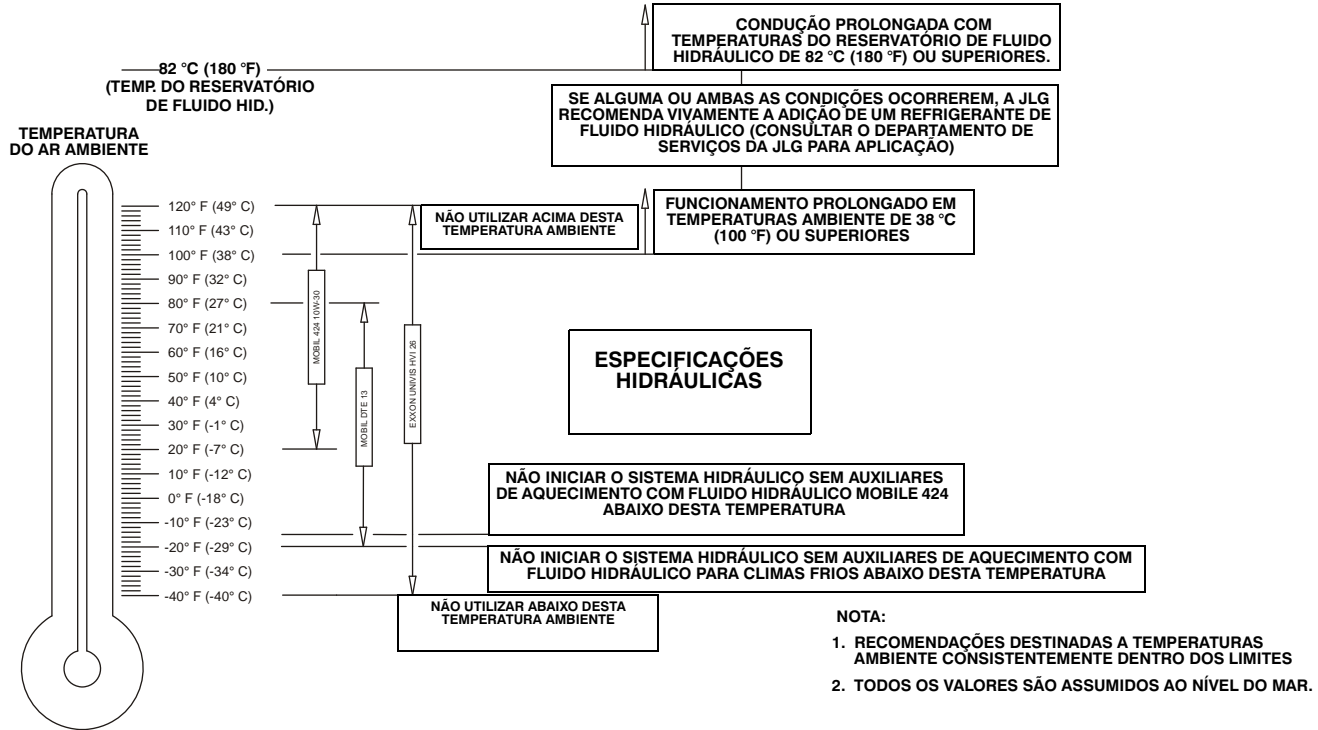 CONDUÇÃO PROLONGADA COM
TEMPERATURAS DO RESERVATÓRIO DE FLUIDO
HIDRÁULICO DE 82 °C (180 °F) OU SUPERIORES.
82 °C (180 °F)
(TEMP. DO RESERVATÓRIO
DE FLUIDO HID.)
SE ALGUMA OU AMBAS AS CONDIÇÕES OCORREREM, A JLG
RECOMENDA VIVAMENTE A ADIÇÃO DE UM REFRIGERANTE DE
FLUIDO HIDRÁULICO (CONSULTAR O DEPARTAMENTO DE
SERVIÇOS DA JLG PARA APLICAÇÃO)
TEMPERATURA
DO AR AMBIENTE
FUNCIONAMENTO PROLONGADO EM
TEMPERATURAS AMBIENTE DE 38 °C
(100 °F) OU SUPERIORES
NÃO UTILIZAR ACIMA DESTA
TEMPERATURA AMBIENTE
120° F (49° C)
110° F (43° C)
100° F (38° C)
90° F (32° C)
80° F (27° C)
70° F (21° C)
60° F (16° C)
50° F (10° C)
40° F (4° C)
30° F (-1° C)
20° F (-7° C)
10° F (-12° C)
0° F (-18° C)
-10° F (-23° C)
-20° F (-29° C)
-30° F (-34° C)
-40° F (-40° C)
MOBIL 424 10W-30
MOBIL DTE 13
EXXON UNIVIS HVI 26
ESPECIFICAÇÕES
HIDRÁULICAS
NÃO INICIAR O SISTEMA HIDRÁULICO SEM AUXILIARES
DE AQUECIMENTO COM FLUIDO HIDRÁULICO MOBILE 424
ABAIXO DESTA TEMPERATURA
NÃO INICIAR O SISTEMA HIDRÁULICO SEM AUXILIARES DE AQUECIMENTO COM
FLUIDO HIDRÁULICO PARA CLIMAS FRIOS ABAIXO DESTA TEMPERATURA
NÃO UTILIZAR ABAIXO DESTA
TEMPERATURA AMBIENTE
NOTA:
1. RECOMENDAÇÕES DESTINADAS A TEMPERATURAS
AMBIENTE CONSISTENTEMENTE DENTRO DOS LIMITES
2. TODOS OS VALORES SÃO ASSUMIDOS AO NÍVEL DO MAR.